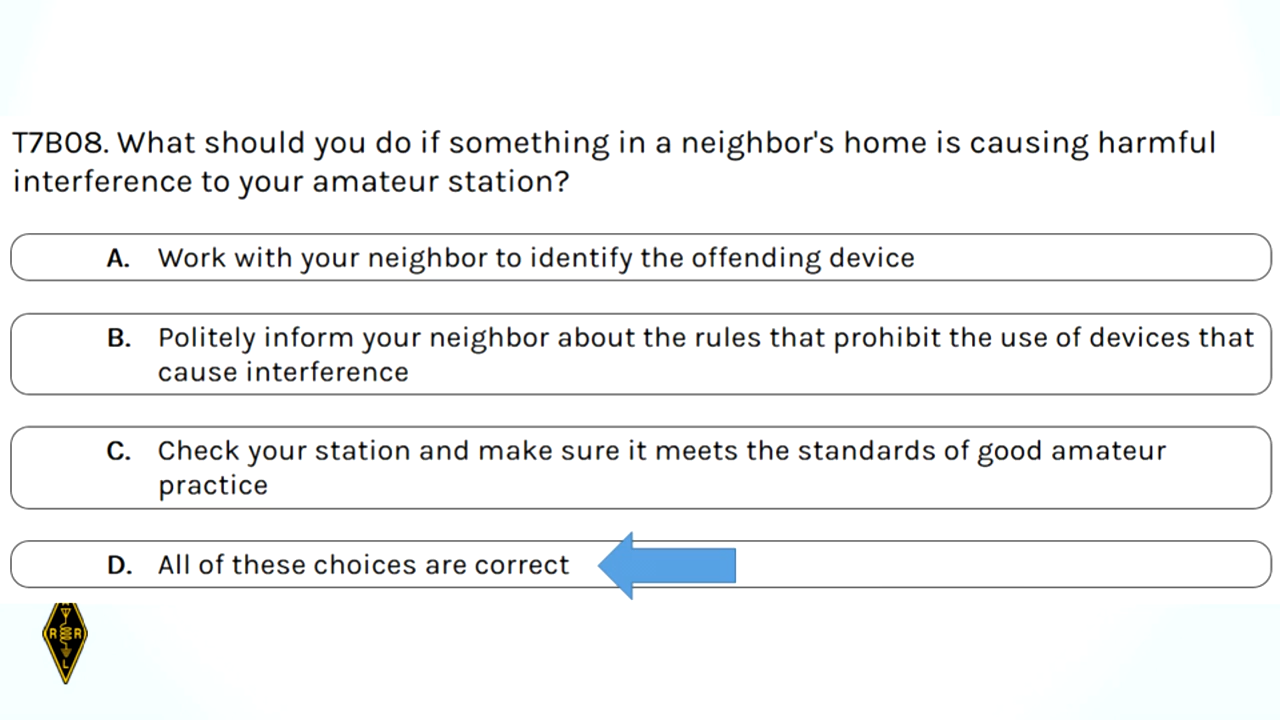 T7B08. What should you do if something in a neighbor's home is causing harmful
interference to your amateur station?
A. Work with your neighbor to identify the offending device
B. Politely inform your neighbor about the rules that prohibit the use of devices that
cause interference
C. Check your station and make sure it meets the standards of good amateur
practice
D. All of these choices are correct
R R
L